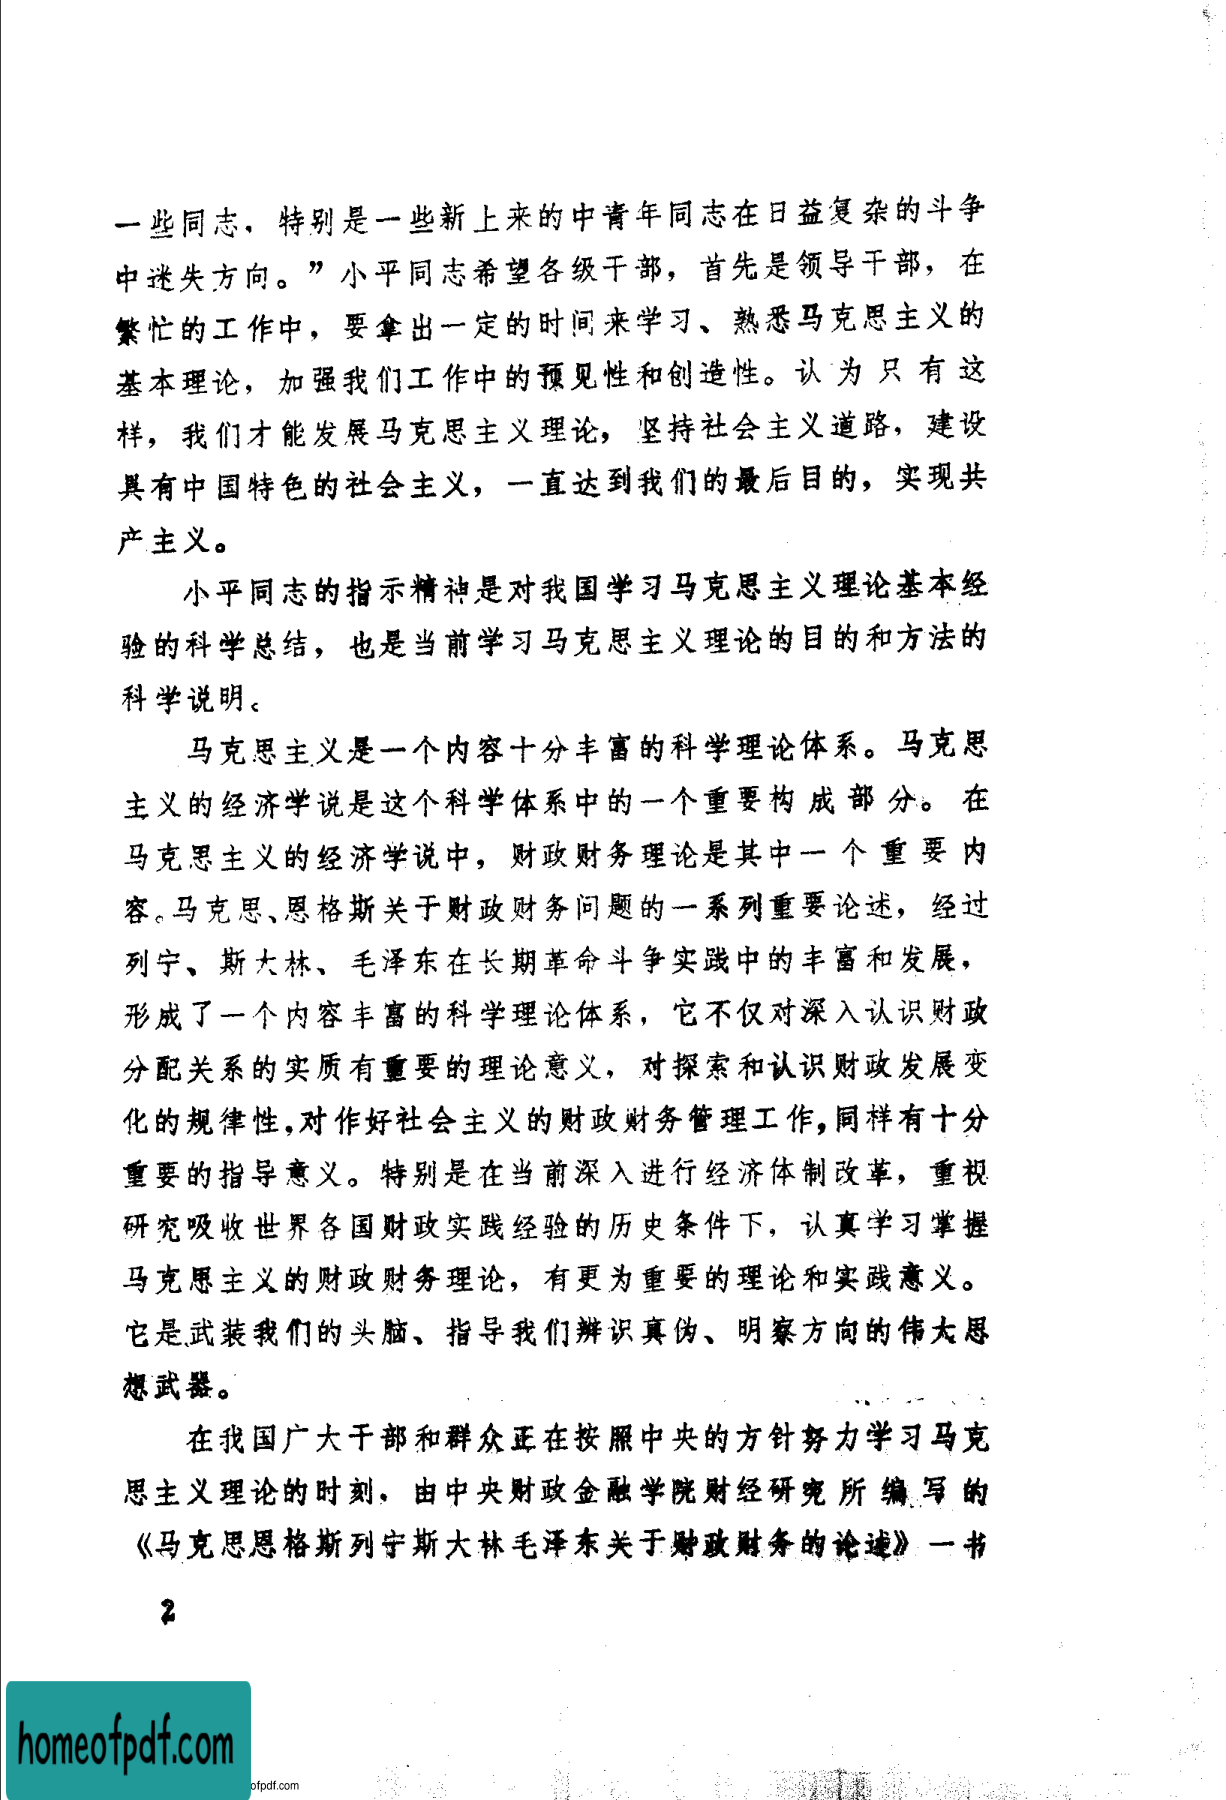 一些同志，特别是一些新上来的中青年同志在日益复杂的斗争
中迷失方向。”小平同志希望各级干部，首先是领导干部，在
繁忙的工作中，要拿出一定的时间来学习、熟悉马克思主义的
基本理论，加强我们工作中的预见性和创造性。认为只有这
样，我们才能发展马克思主义理论，坚持社会主义道路，建设
具有中国特色的社会主义，一直达到我们的最后目的，实现共
产主义。
小平同志的指示精神是对我国学习马克思主义理论基本经
验的科学总结，也是当前学习马克思主义理论的目的和方法的
科学说明。
马克思主义是一个内容十分丰富的科学理论体系。马克思
主义的经济学说是这个科学体系中的一个重要构成部分。在
马克思主义的经济学说中，财政财务理论是其中一个重要内
容。马克思、恩格斯关于财政财务问题的一系列重要论述，经过
列宁、斯大林、毛泽东在长期革命斗争实践中的丰富和发展，
形成了一个内容丰富的科学理论体系，它不仅对深入认识财政
分配关系的实质有重要的理论意义，对探索和认识财政发展变
化的规律性，对作好社会主义的财政财务管理工作，同样有十分
重要的指导意义。特别是在当前深入进行经济体制改革，重视
研究吸收世界各国财政实践经验的历史条件下，认真学习掌握
马克思主义的财政财务理论，有更为重要的理论和实践意义。
它是武装我们的头脑、指导我们辨识真伪、明察方向的伟大思
想武器。
在我国广大干部和群众正在按照中央的方针努力学习马克
思主义理论的时刻，由中央财政金融学院财经研究所编写的
《马克思恩格斯列宁斯大林毛泽东关于财政财务的论述》一书
2
homeofpdf.com
ofpdf.com